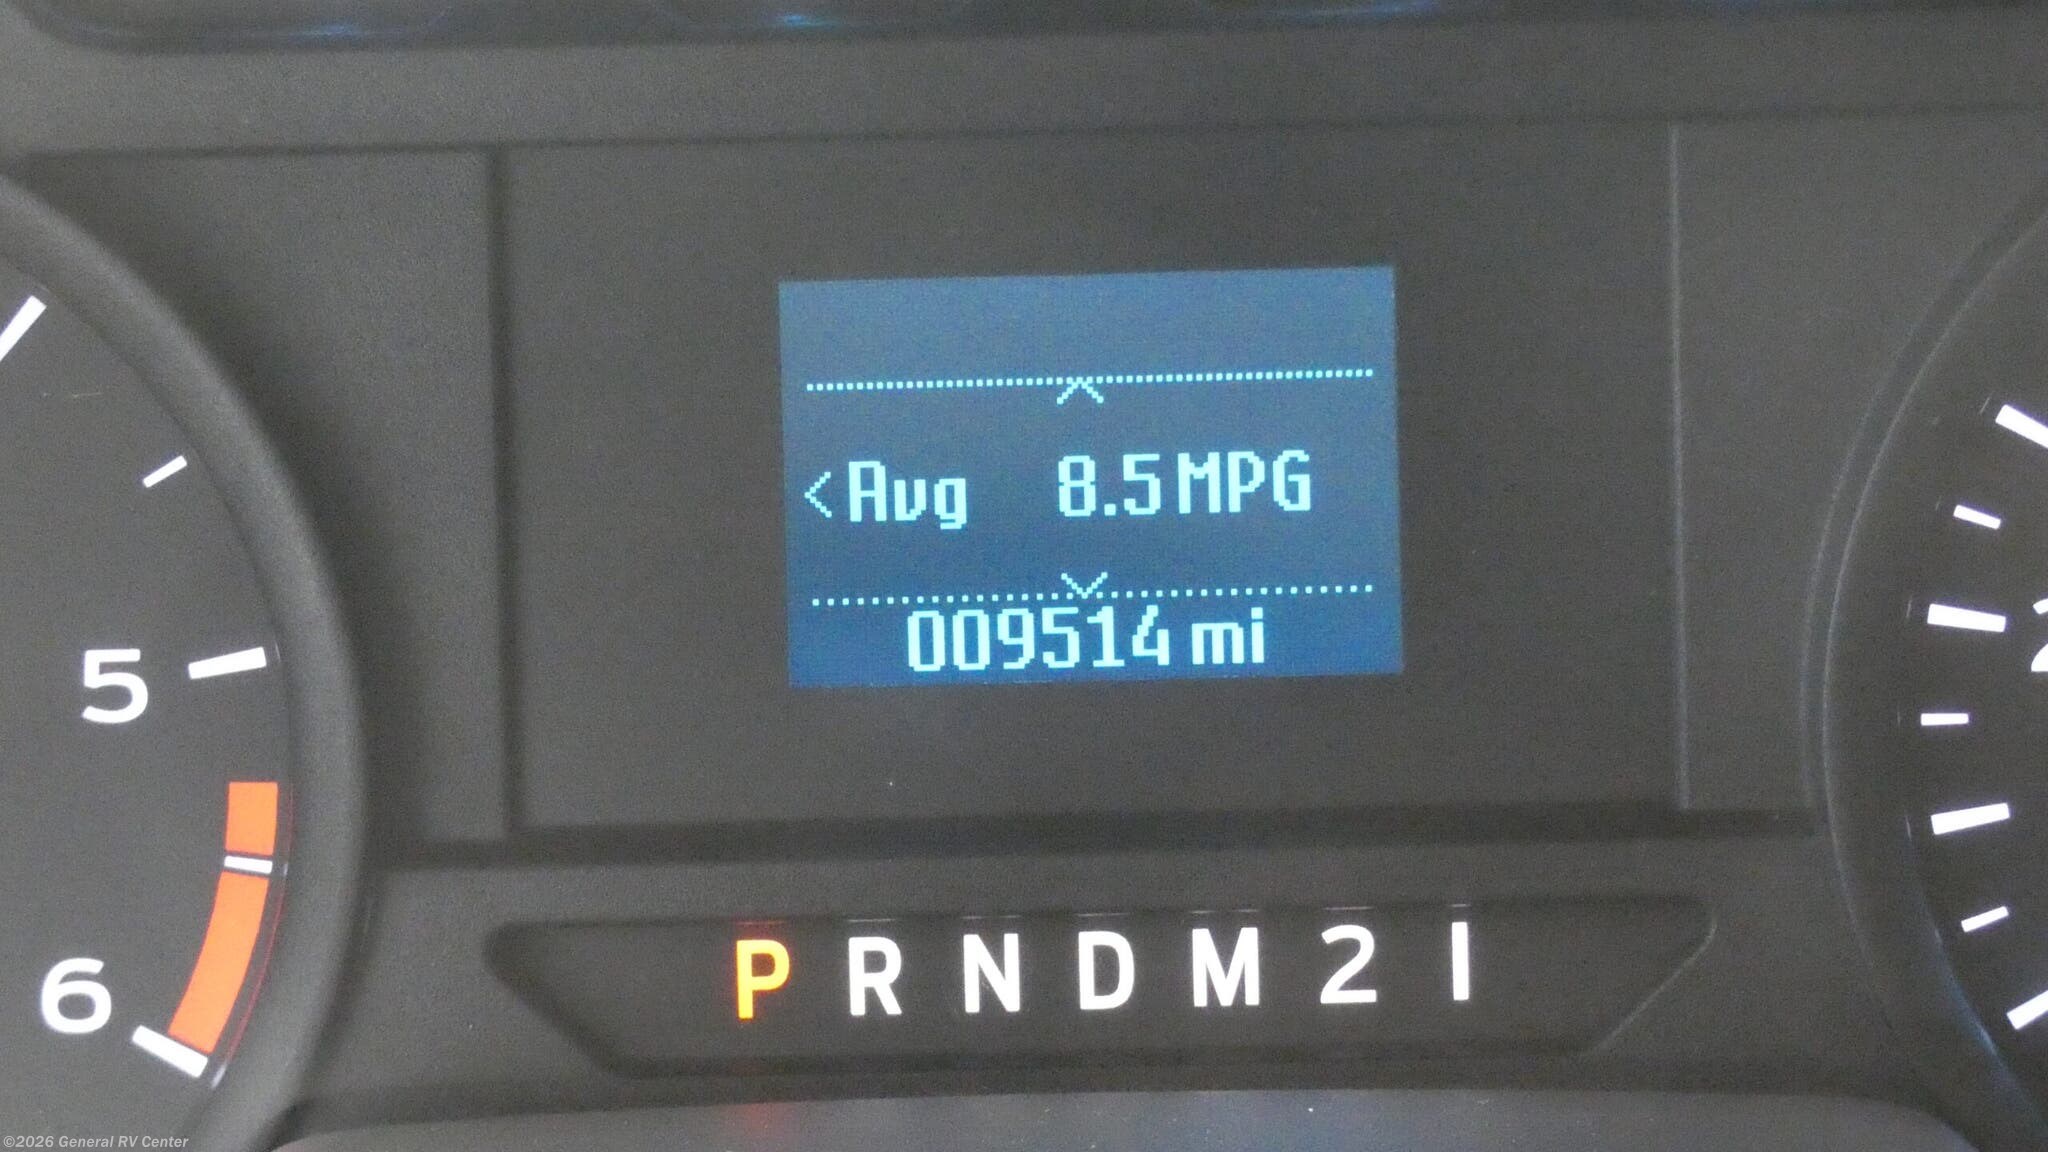 <Avg 8.5 MPG
009514 mi
5
6
P R N D M 2 1
©2026 General RV Center